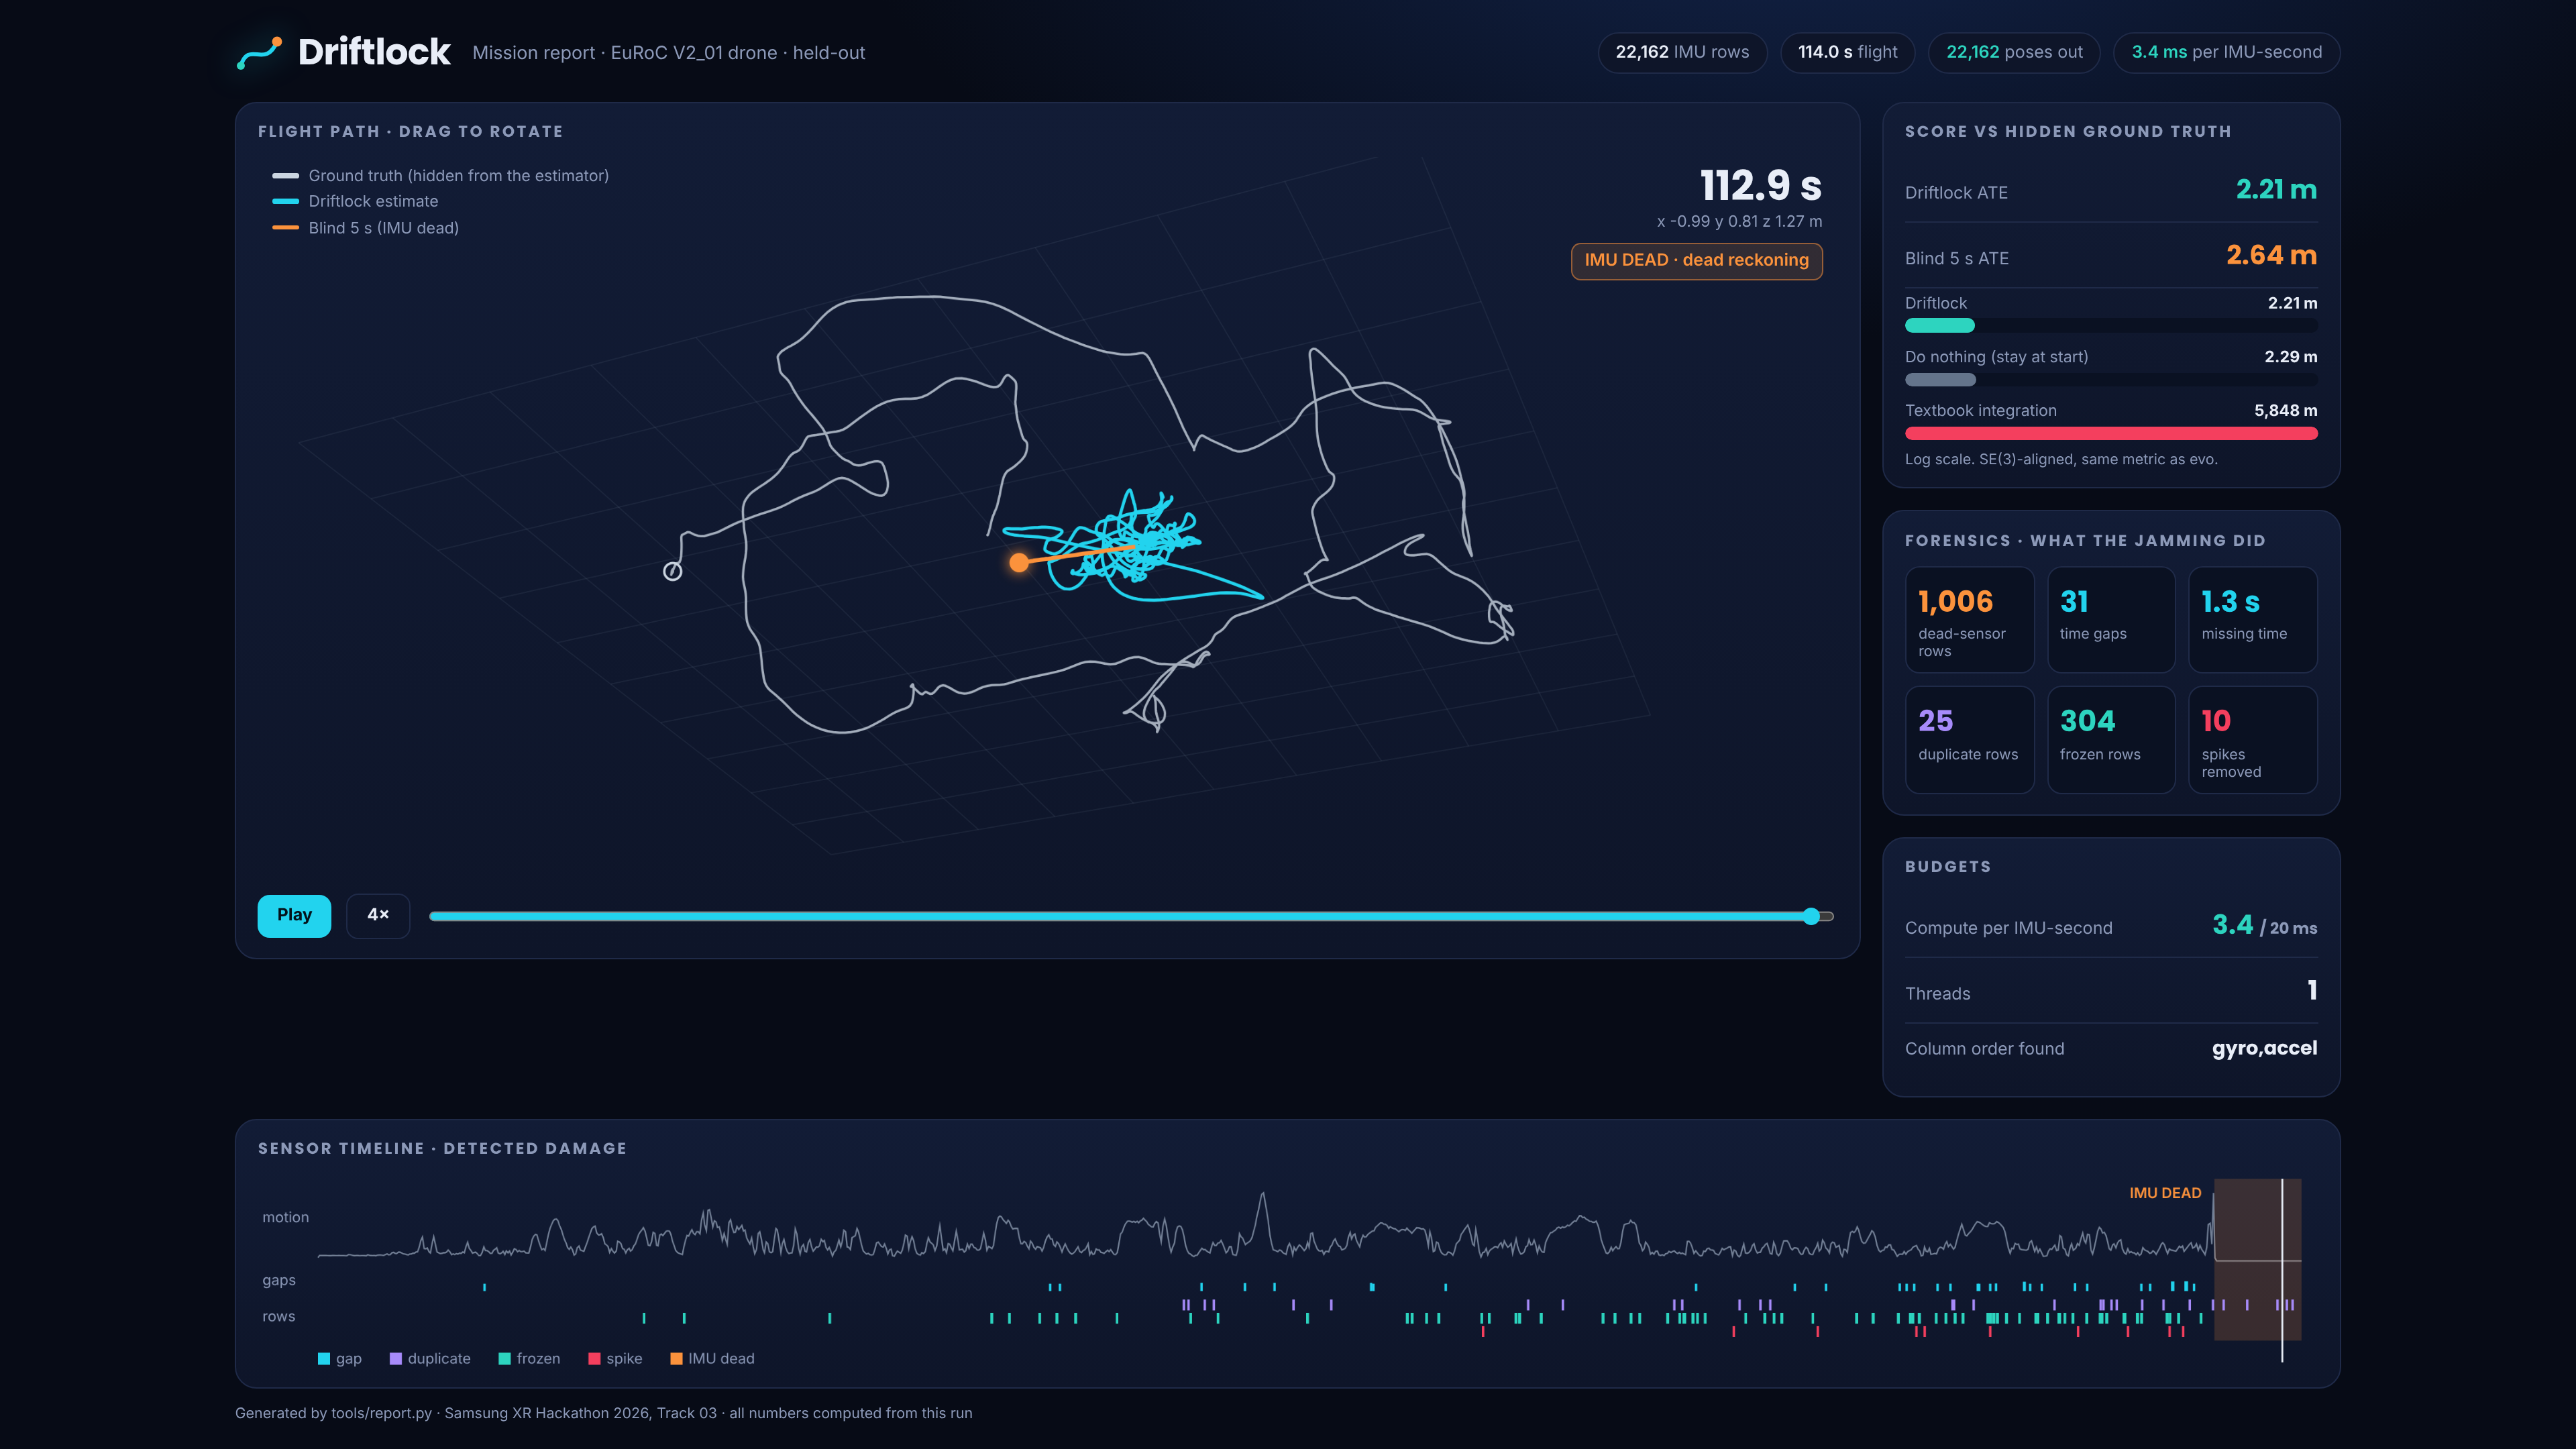 Driftlock
Mission report · EuRoC V2_01 drone · held-out
22,162 IMU rows
114.0 s flight
22,162 poses out
3.4 ms per IMU-second
FLIGHT PATH · DRAG TO ROTATE
Ground truth (hidden from the estimator)
Driftlock estimate
Blind 5 s (IMU dead)
112.9 s
x -0.99 y 0.81 z 1.27 m
IMU DEAD · dead reckoning
Play
4×
SCORE VS HIDDEN GROUND TRUTH
Driftlock ATE 2.21 m
Blind 5 s ATE 2.64 m
Driftlock 2.21 m
Do nothing (stay at start) 2.29 m
Textbook integration 5,848 m
Log scale. SE(3)-aligned, same metric as evo.
FORENSICS · WHAT THE JAMMING DID
1,006
dead-sensor
rows
31
time gaps
1.3 s
missing time
25
duplicate rows
304
frozen rows
10
spikes
removed
BUDGETS
Compute per IMU-second 3.4 / 20 ms
Threads 1
Column order found gyro,accel
SENSOR TIMELINE · DETECTED DAMAGE
IMU DEAD
motion
gaps
rows
gap
duplicate
frozen
spike
IMU dead
Generated by tools/report.py · Samsung XR Hackathon 2026, Track 03 · all numbers computed from this run